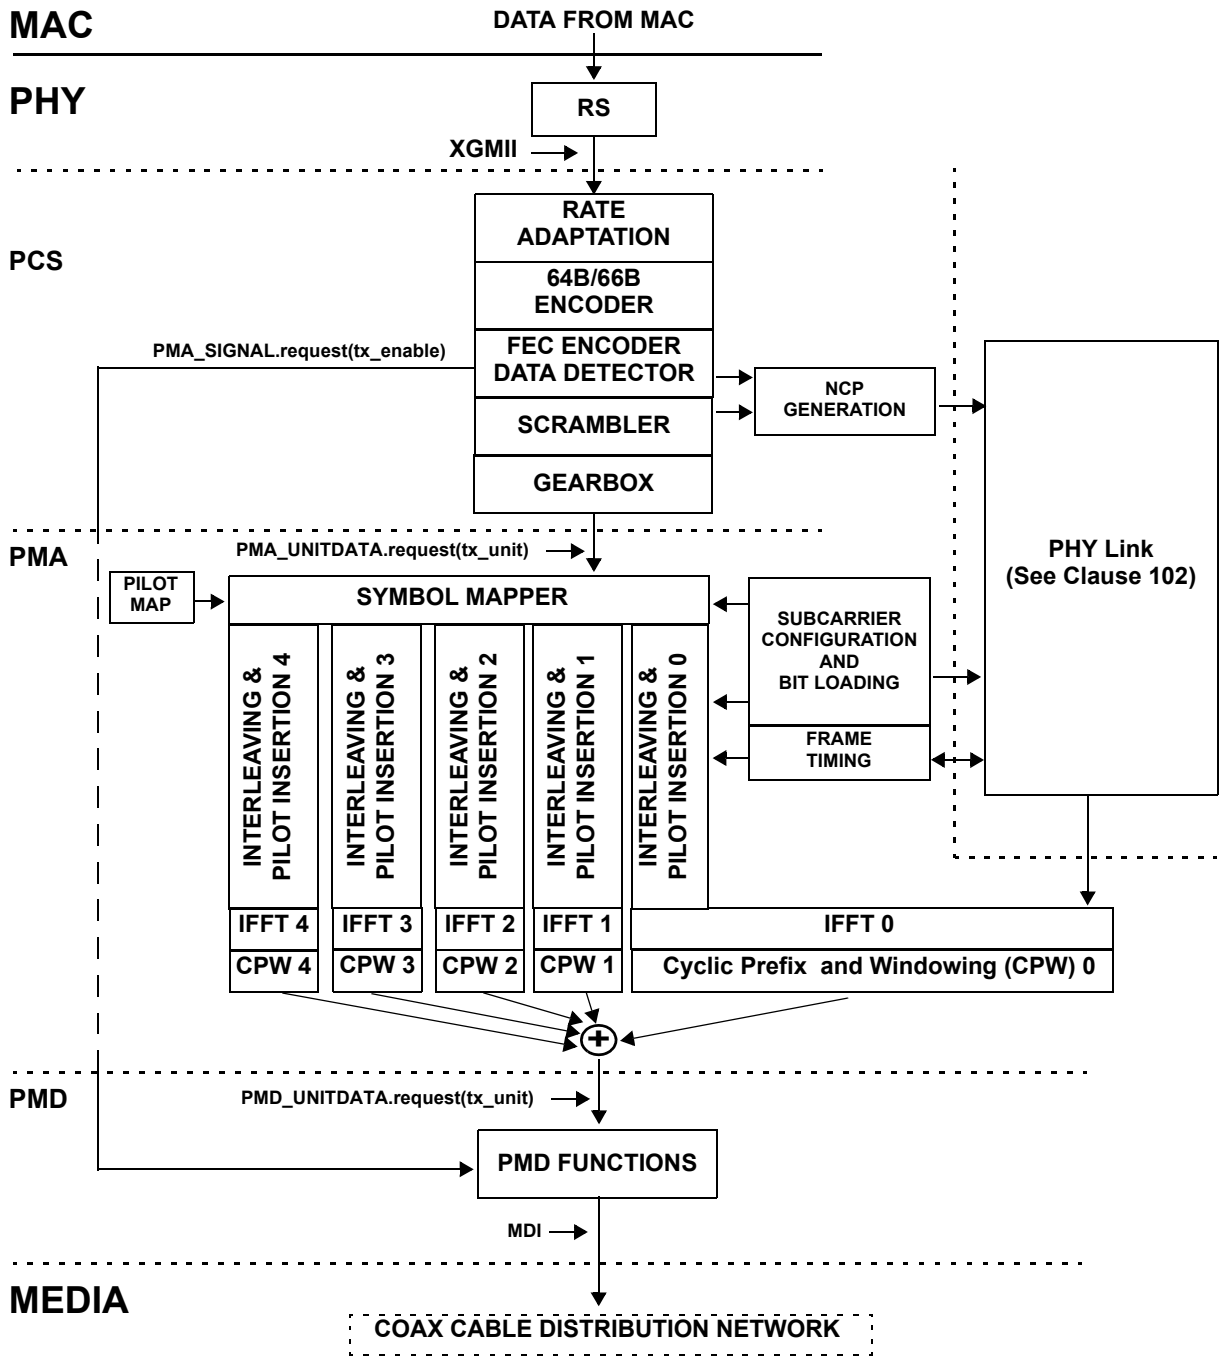 MAC
DATA FROM MAC
PHY
RS
XGMII
RATE
ADAPTATION
PCS
64B/66B
ENCODER
PMA_SIGNAL.request(tx_enable)
FEC ENCODER
DATA DETECTOR
NCP
GENERATION
SCRAMBLER
GEARBOX
PMA
PMA_UNITDATA.request(tx_unit)
PHY Link
(See Clause 102)
PILOT
MAP
SYMBOL MAPPER
SUBCARRIER
CONFIGURATION
AND
BIT LOADING
FRAME
TIMING
INTERLEAVING &
PILOT INSERTION 4
INTERLEAVING &
PILOT INSERTION 3
INTERLEAVING &
PILOT INSERTION 2
INTERLEAVING &
PILOT INSERTION 1
INTERLEAVING &
PILOT INSERTION 0
IFFT 4
IFFT 3
IFFT 2
IFFT 1
IFFT 0
CPW 4
CPW 3
CPW 2
CPW 1
Cyclic Prefix and Windowing (CPW) 0
+
PMD
PMD_UNITDATA.request(tx_unit)
PMD FUNCTIONS
MDI
MEDIA
COAX CABLE DISTRIBUTION NETWORK